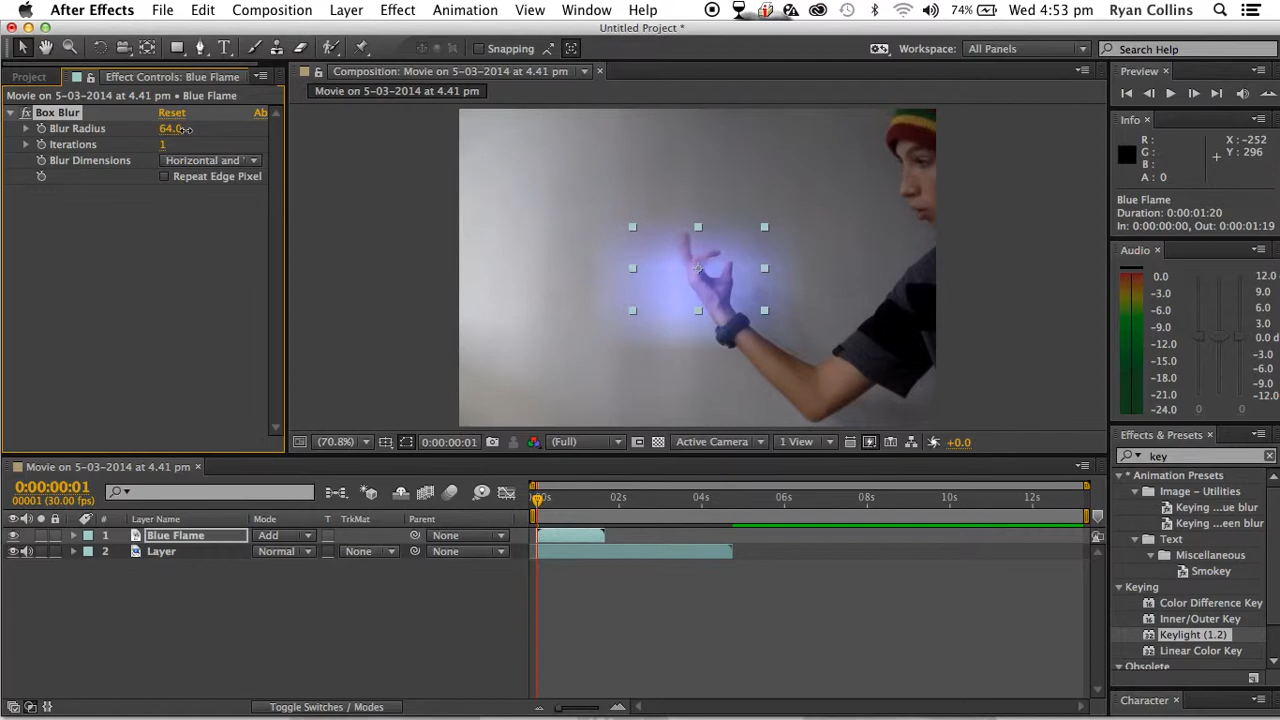 After Effects File Edit Composition Layer Effect Animation View Window Help 74% Wed 4:53 pm Ryan Collins
Untitled Project *
Snapping Workspace: All Panels Search Help
Project Effect Controls: Blue Flame
Movie on 5-03-2014 at 4.41 pm • Blue Flame
fx Box Blur Reset Ab
Blur Radius 64.0
Iterations 1
Blur Dimensions Horizontal and '
Repeat Edge Pixel
Composition: Movie on 5-03-2014 at 4.41 pm
Movie on 5-03-2014 at 4.41 pm
(70.8%) 0:00:00:01 (Full) Active Camera 1 View +0.0
Preview
Info
R : X : -252
G : Y : 296
B :
A : 0
Blue Flame
Duration: 0:00:01:20
In: 0:00:00:00, Out: 0:00:01:19
Audio
0.0 12.0
-3.0 9.0
-6.0 6.0
-9.0 3.0
-12.0 0.0 d
-15.0 -3.0
-18.0 -6.0
-21.0 -9.0
-24.0 -12.0
Effects & Presets
key
* Animation Presets
Image - Utilities
Keying ...ue blur
Keying ...een blur
Text
Miscellaneous
Smokey
Keying
Color Difference Key
Inner/Outer Key
Keylight (1.2)
Linear Color Key
Obsolete
Character
Movie on 5-03-2014 at 4.41 pm
0:00:00:01
00001 (30.00 fps)
0s 02s 04s 06s 08s 10s 12s
# Layer Name Mode T TrkMat Parent
1 Blue Flame Add None
2 Layer Normal None None
Toggle Switches / Modes